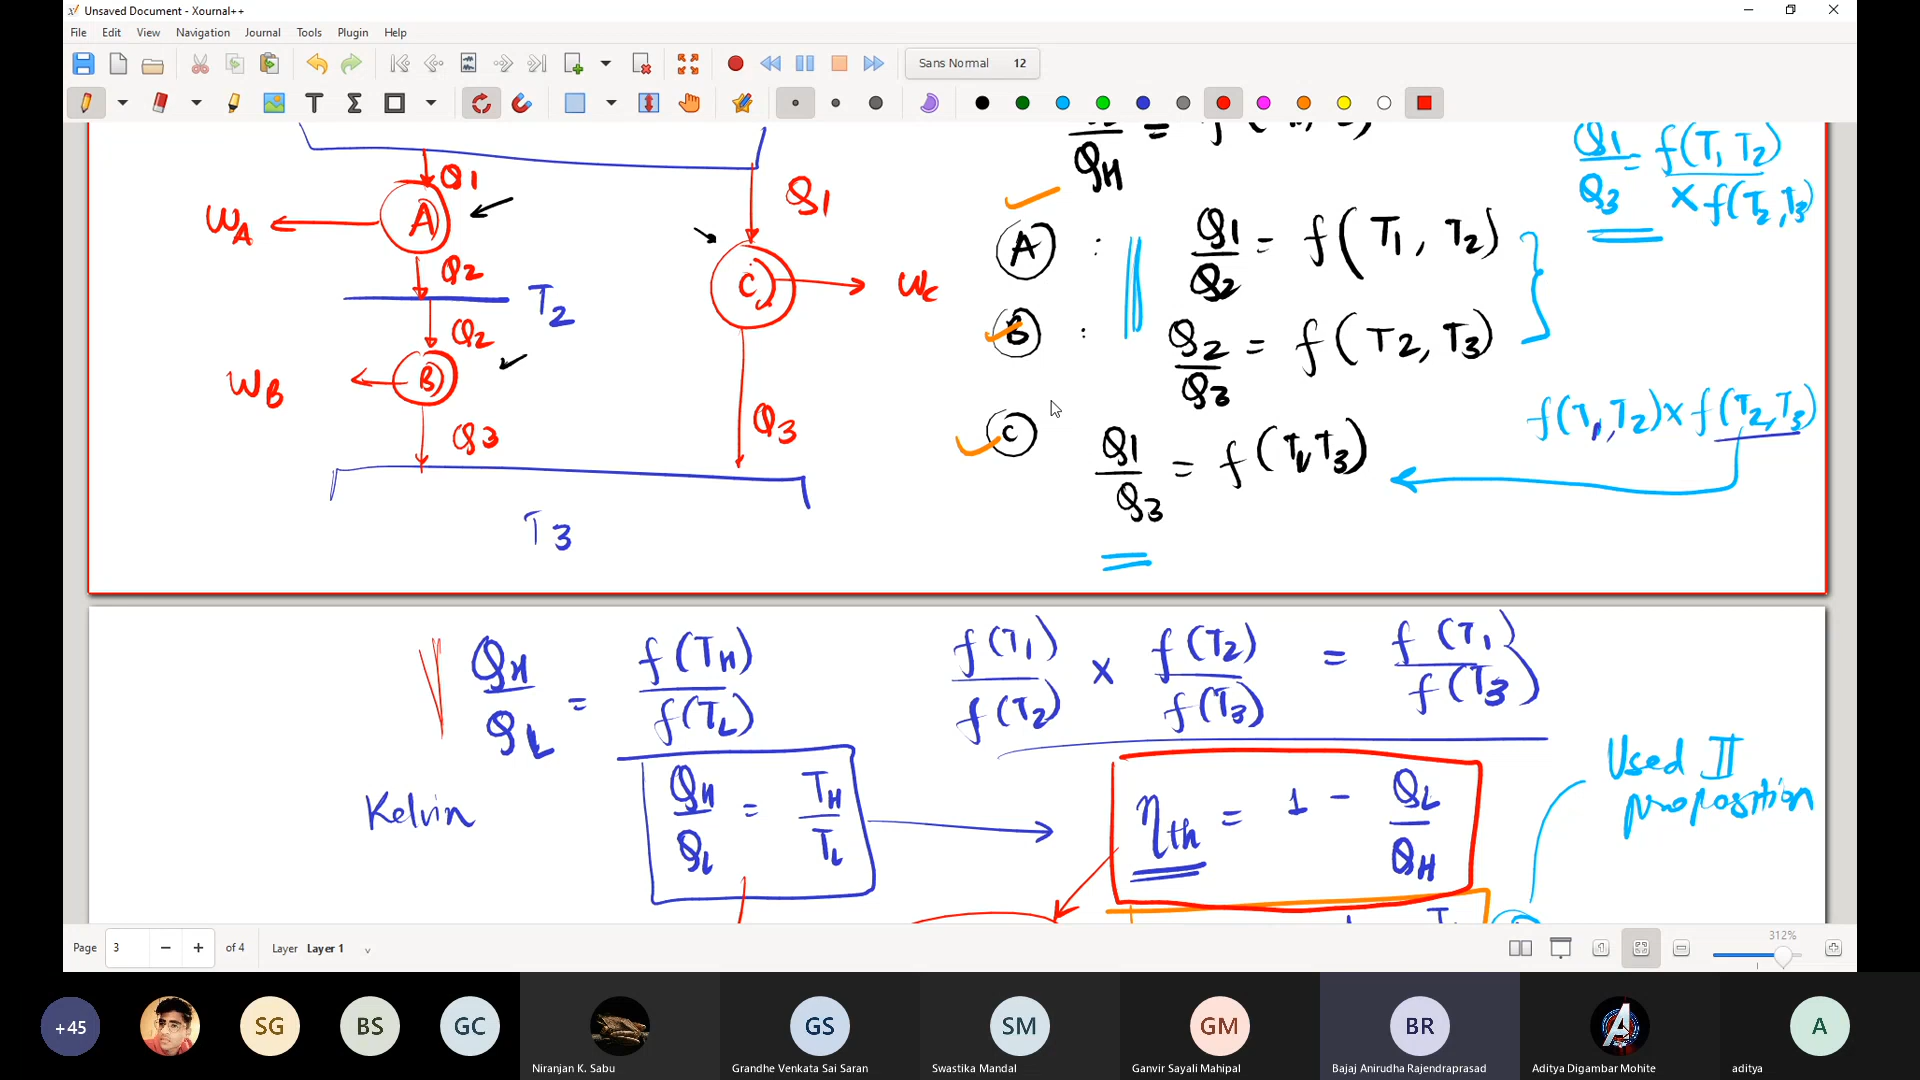 Unsaved Document - Xournal++
File Edit View Navigation Journal Tools Plugin Help
Sans Normal 12
Q1
WA
A
Q2
T2
Q2
WB
B
Q3
T3
Q1
C
Wc
Q3
QH
A : Q1/Q2 = f(T1, T2)
B : Q2/Q3 = f(T2, T3)
C Q1/Q3 = f(T1, T3)
Q1/Q3 = f(T1 T2) × f(T2, T3)
f(T1, T2) × f(T2, T3)
QH/QL = f(TH)/f(TL)
f(T1)/f(T2) × f(T2)/f(T3) = f(T1)/f(T3)
Kelvin
QH/QL = TH/TL
ηth = 1 - QL/QH
Used II
proposition
Page 3 of 4 Layer Layer 1 312%
+45 SG BS GC GS SM GM BR A
Niranjan K. Sabu Grandhe Venkata Sai Saran Swastika Mandal Ganvir Sayali Mahipal Bajaj Anirudha Rajendraprasad Aditya Digambar Mohite aditya